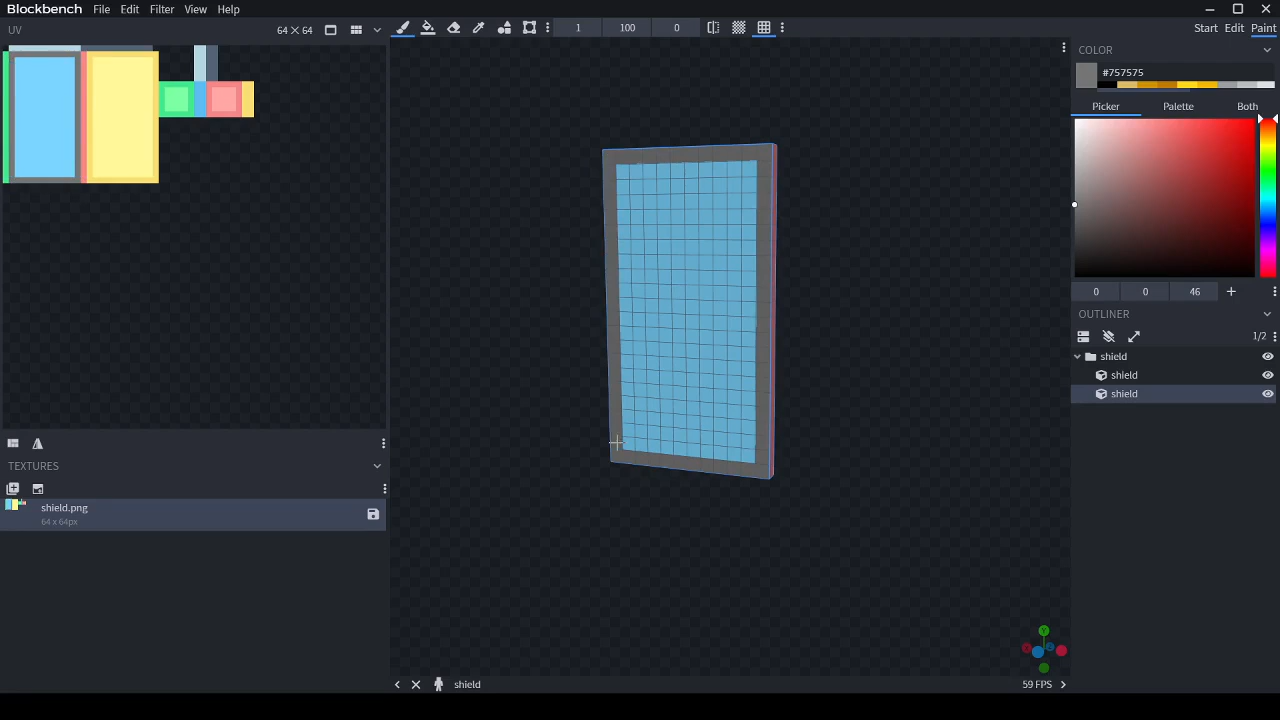 Blockbench File Edit Filter View Help
UV 64 × 64 1 100 0 Start Edit Paint
COLOR
#757575
Picker Palette Both
0 0 46
OUTLINER
1/2
shield
shield
shield
TEXTURES
shield.png
64 x 64px
shield 59 FPS